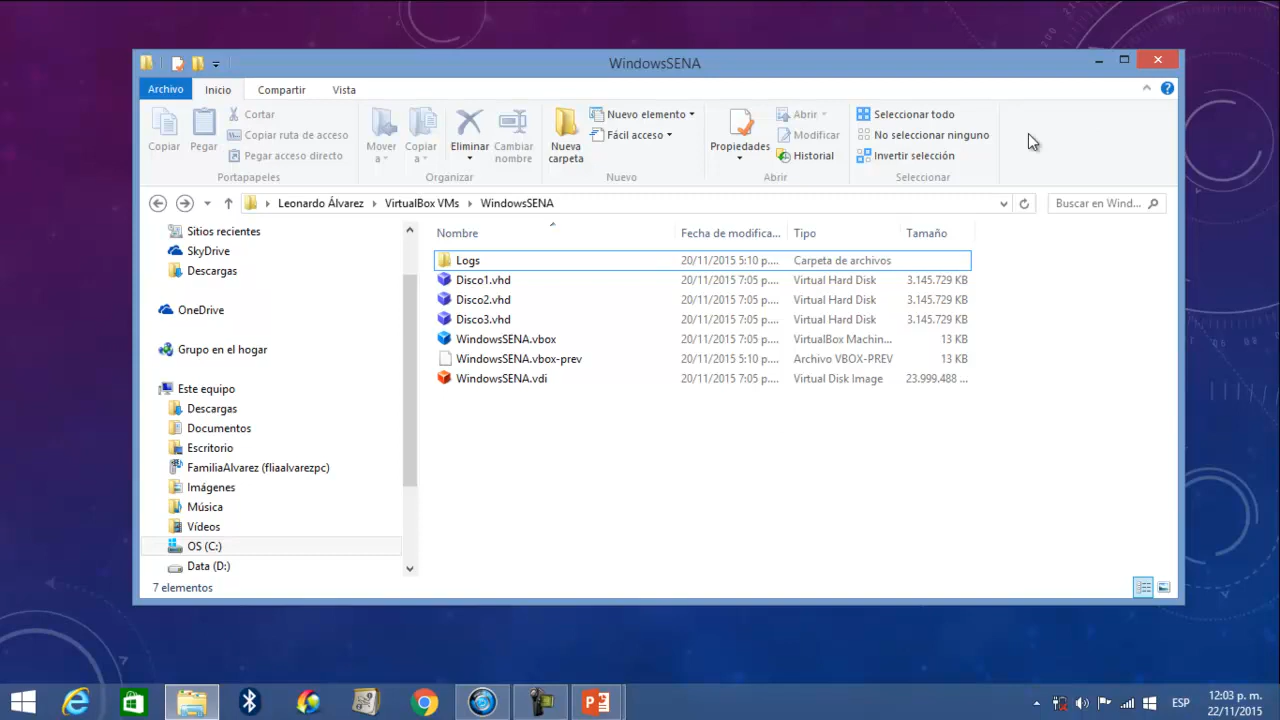 WindowsSENA
Archivo Inicio Compartir Vista
Copiar Pegar Cortar Copiar ruta de acceso Pegar acceso directo
Portapapeles
Mover a Copiar a Eliminar Cambiar nombre
Organizar
Nueva carpeta Nuevo elemento Fácil acceso
Nuevo
Propiedades Abrir Modificar Historial
Abrir
Seleccionar todo No seleccionar ninguno Invertir selección
Seleccionar
Leonardo Álvarez VirtualBox VMs WindowsSENA
Buscar en Wind...
Sitios recientes
SkyDrive
Descargas
OneDrive
Grupo en el hogar
Este equipo
Descargas
Documentos
Escritorio
FamiliaAlvarez (fliaalvarezpc)
Imágenes
Música
Vídeos
OS (C:)
Data (D:)
Nombre Fecha de modifica... Tipo Tamaño
Logs 20/11/2015 5:10 p.... Carpeta de archivos
Disco1.vhd 20/11/2015 7:05 p.... Virtual Hard Disk 3.145.729 KB
Disco2.vhd 20/11/2015 7:05 p.... Virtual Hard Disk 3.145.729 KB
Disco3.vhd 20/11/2015 7:05 p.... Virtual Hard Disk 3.145.729 KB
WindowsSENA.vbox 20/11/2015 7:05 p.... VirtualBox Machin... 13 KB
WindowsSENA.vbox-prev 20/11/2015 5:10 p.... Archivo VBOX-PREV 13 KB
WindowsSENA.vdi 20/11/2015 7:05 p.... Virtual Disk Image 23.999.488 ...
7 elementos
ESP
12:03 p. m.
22/11/2015